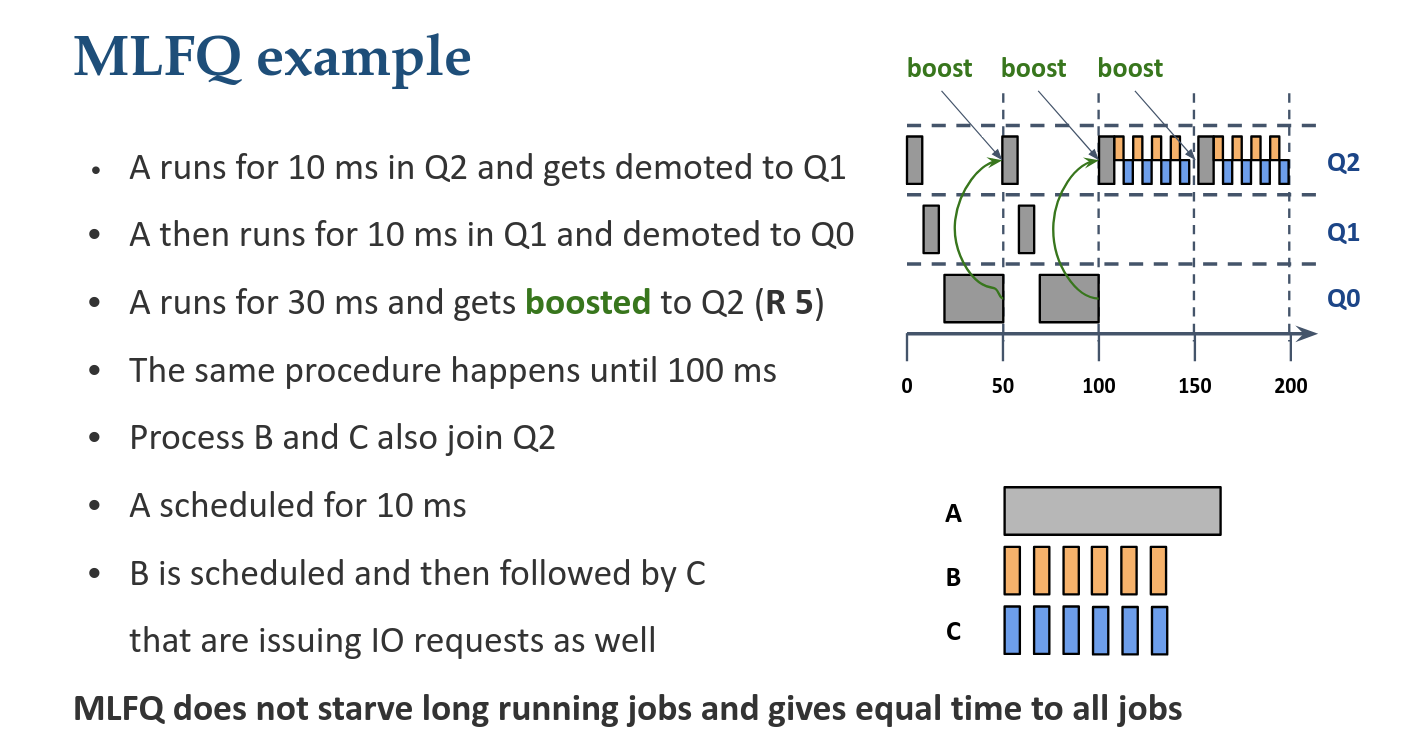 MLFQ example
• A runs for 10 ms in Q2 and gets demoted to Q1
• A then runs for 10 ms in Q1 and demoted to Q0
• A runs for 30 ms and gets boosted to Q2 (R 5)
• The same procedure happens until 100 ms
• Process B and C also join Q2
• A scheduled for 10 ms
• B is scheduled and then followed by C
that are issuing IO requests as well
MLFQ does not starve long running jobs and gives equal time to all jobs
boost boost boost
Q2
Q1
Q0
0 50 100 150 200
A
B
C